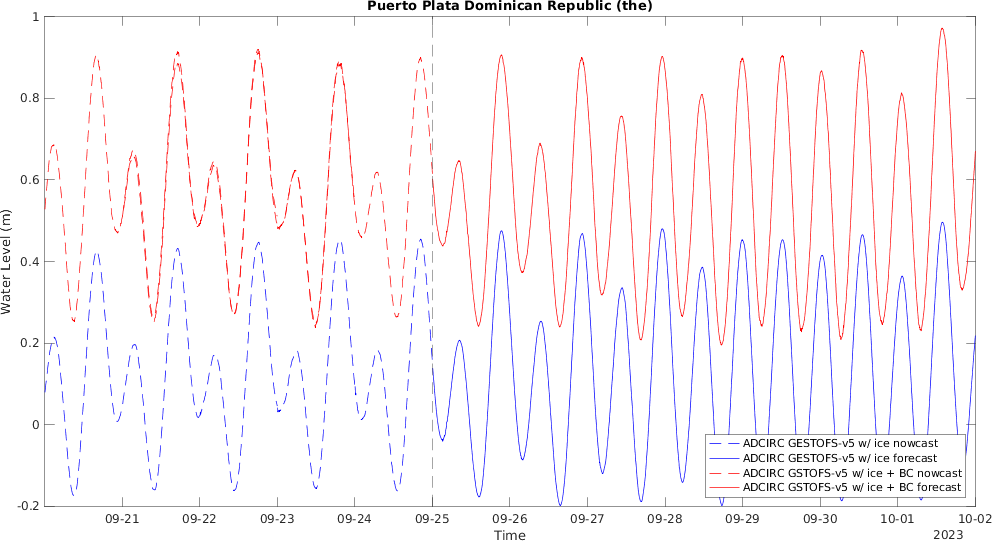 Puerto Plata Dominican Republic (the)
1
0.8
0.6
0.4
0.2
0
-0.2
Water Level (m)
ADCIRC GESTOFS-v5 w/ ice nowcast
ADCIRC GESTOFS-v5 w/ ice forecast
ADCIRC GSTOFS-v5 w/ ice + BC nowcast
ADCIRC GSTOFS-v5 w/ ice + BC forecast
09-21 09-22 09-23 09-24 09-25 09-26 09-27 09-28 09-29 09-30 10-01 10-02
Time
2023